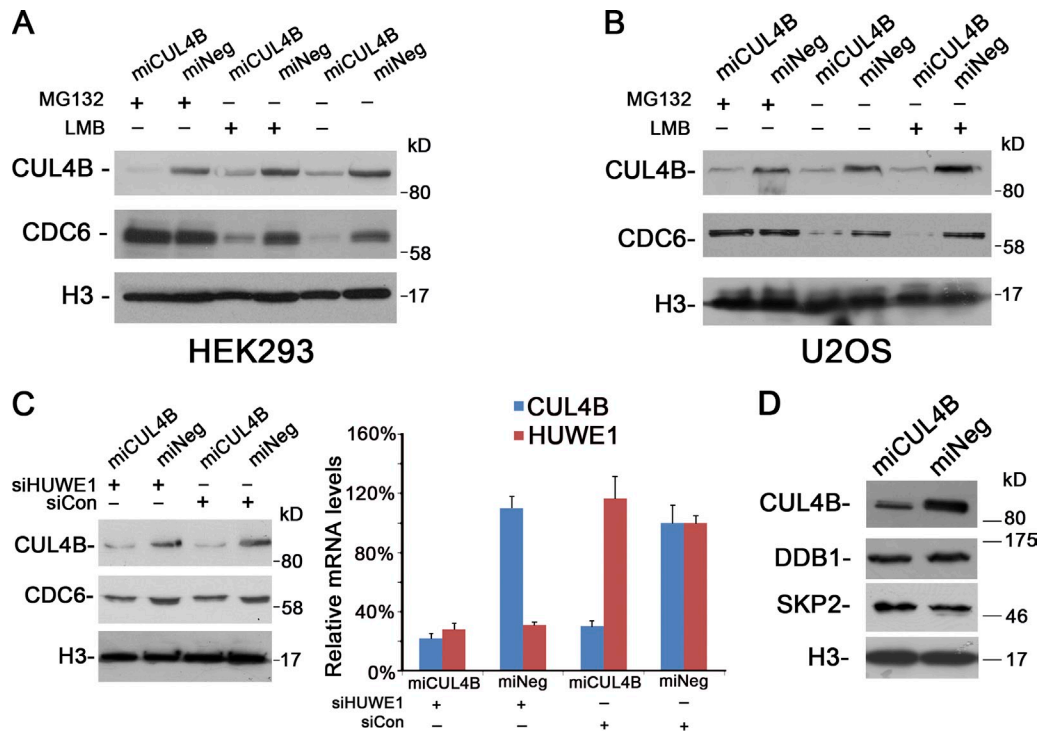 A
miCUL4B miNeg miCUL4B miNeg miCUL4B miNeg
MG132 + + – – – –
LMB – – + + – –
kD
CUL4B -
-80
CDC6 -
-58
H3 -
-17
HEK293
B
miCUL4B miNeg miCUL4B miNeg miCUL4B miNeg
MG132 + + – – – –
LMB – – – – + +
kD
CUL4B-
-80
CDC6-
-58
H3-
-17
U2OS
C
miCUL4B miNeg miCUL4B miNeg
siHUWE1 + + – –
siCon – – + +
kD
CUL4B-
-80
CDC6-
-58
H3-
-17
CUL4B
HUWE1
Relative mRNA levels
160%
120%
80%
40%
0%
miCUL4B miNeg miCUL4B miNeg
siHUWE1 + + – –
siCon – – + +
D
miCUL4B miNeg
kD
CUL4B-
—80
—175
DDB1-
SKP2-
—46
H3-
—17